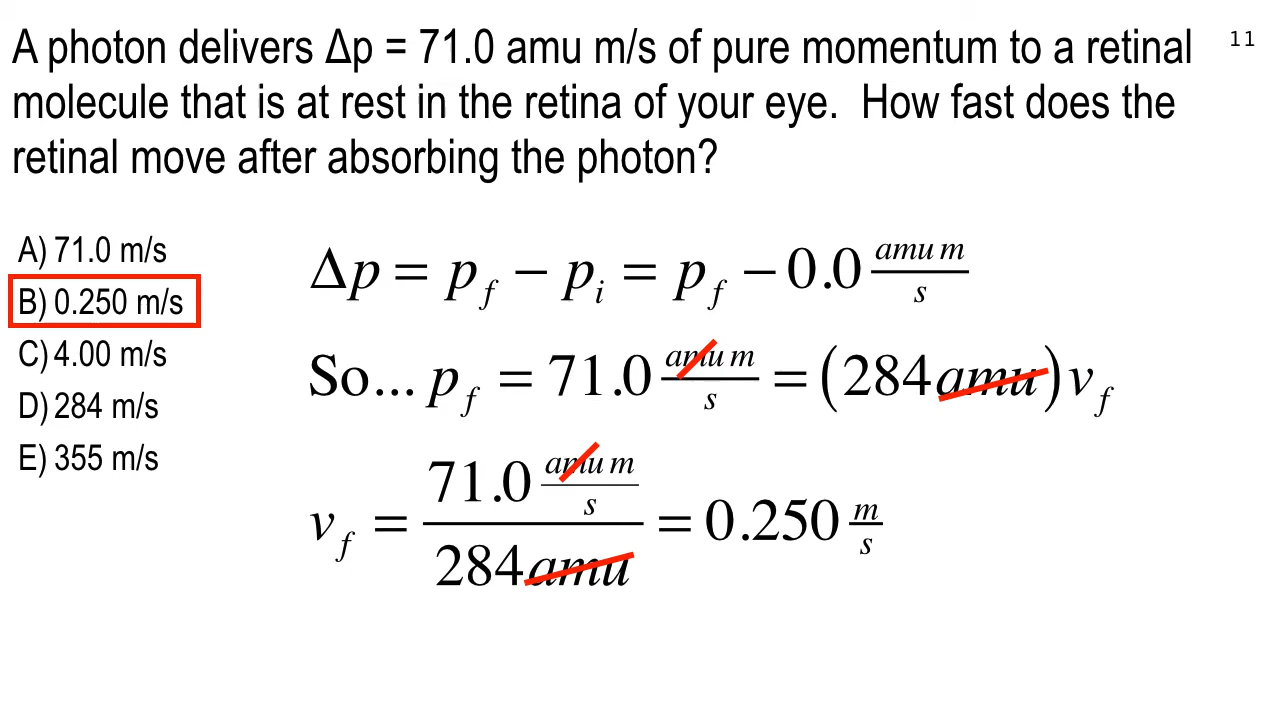 A photon delivers Δp = 71.0 amu m/s of pure momentum to a retinal
11
molecule that is at rest in the retina of your eye.  How fast does the
retinal move after absorbing the photon?
A) 71.0 m/s
B) 0.250 m/s
C) 4.00 m/s
D) 284 m/s
E) 355 m/s
Δp = p_f − p_i = p_f − 0.0 amu m/s
So... p_f = 71.0 amu m/s = (284 amu) v_f
v_f = 71.0 amu m/s / 284 amu = 0.250 m/s